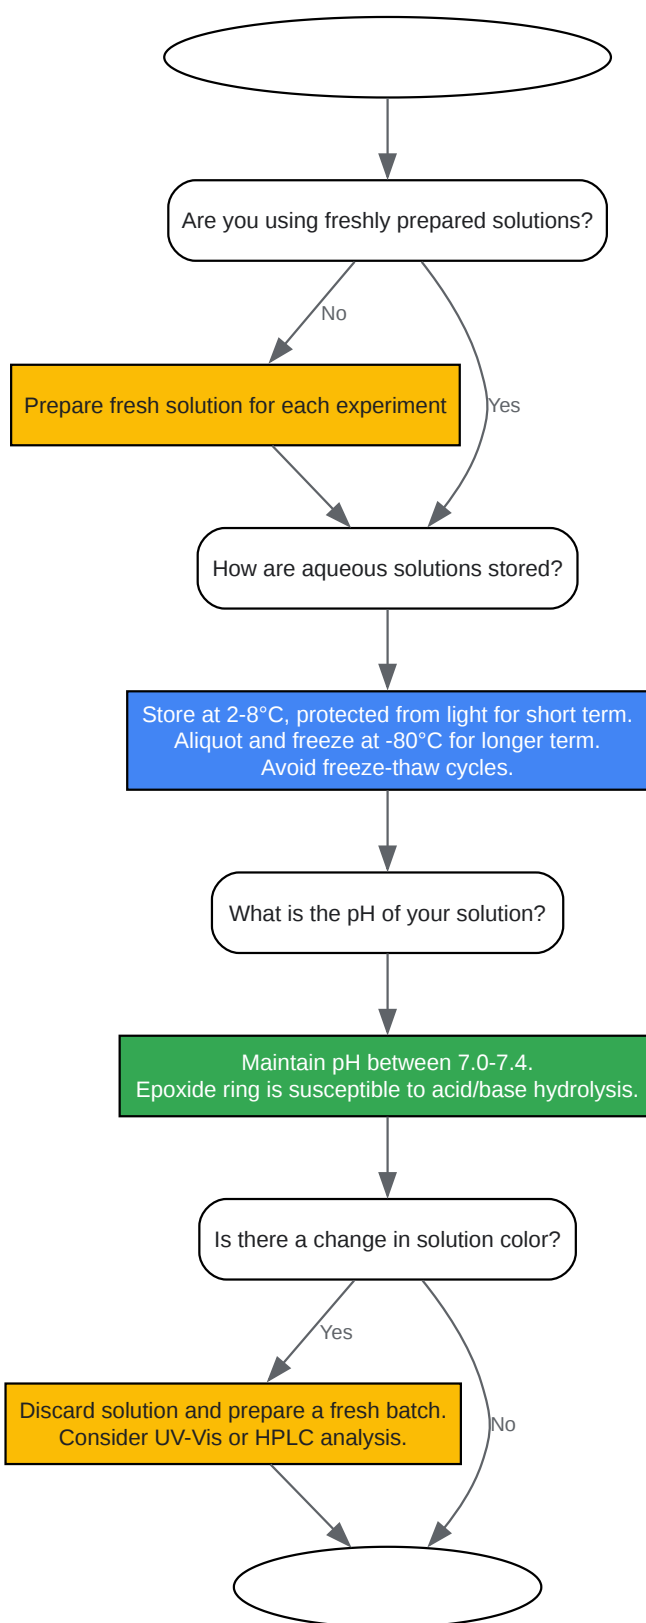 Are you using freshly prepared solutions?
No
Prepare fresh solution for each experiment
Yes
How are aqueous solutions stored?
Store at 2-8°C, protected from light for short term.
Aliquot and freeze at -80°C for longer term.
Avoid freeze-thaw cycles.
What is the pH of your solution?
Maintain pH between 7.0-7.4.
Epoxide ring is susceptible to acid/base hydrolysis.
Is there a change in solution color?
Yes
Discard solution and prepare a fresh batch.
Consider UV-Vis or HPLC analysis.
No